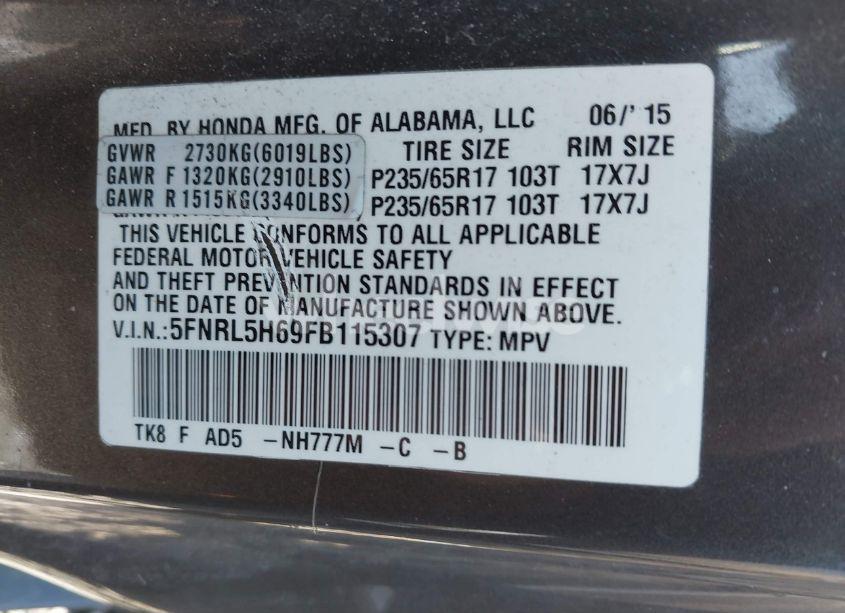 MFD. BY HONDA MFG. OF ALABAMA, LLC 06/'15
GVWR 2730KG(6019LBS) TIRE SIZE RIM SIZE
GAWR F 1320KG(2910LBS) P235/65R17 103T 17X7J
GAWR R 1515KG(3340LBS) P235/65R17 103T 17X7J
THIS VEHICLE CONFORMS TO ALL APPLICABLE
FEDERAL MOTOR VEHICLE SAFETY
AND THEFT PREVENTION STANDARDS IN EFFECT
ON THE DATE OF MANUFACTURE SHOWN ABOVE.
V.I.N.:5FNRL5H69FB115307 TYPE: MPV
TK8 F AD5 -NH777M -C -B